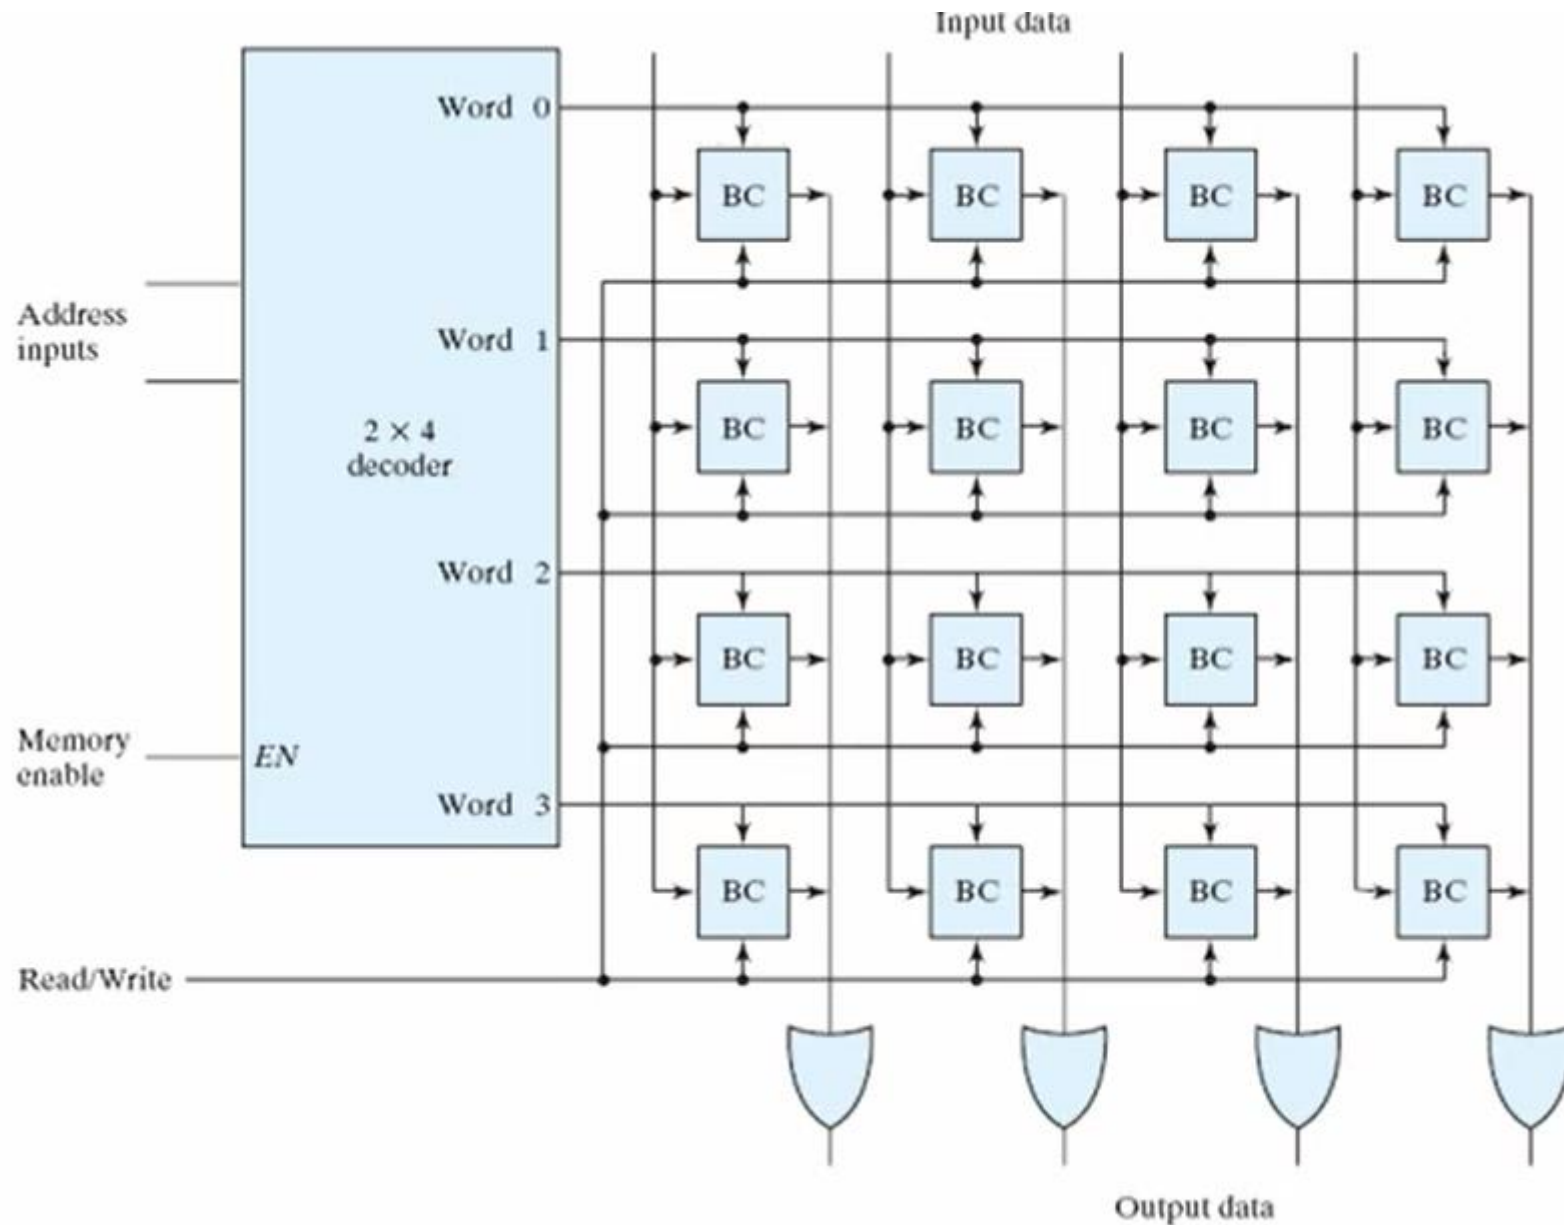 Input data
Word 0
BC BC BC BC
Address
inputs
Word 1
2 × 4
decoder
BC BC BC BC
Word 2
BC BC BC BC
Memory
enable
EN
Word 3
BC BC BC BC
Read/Write
Output data